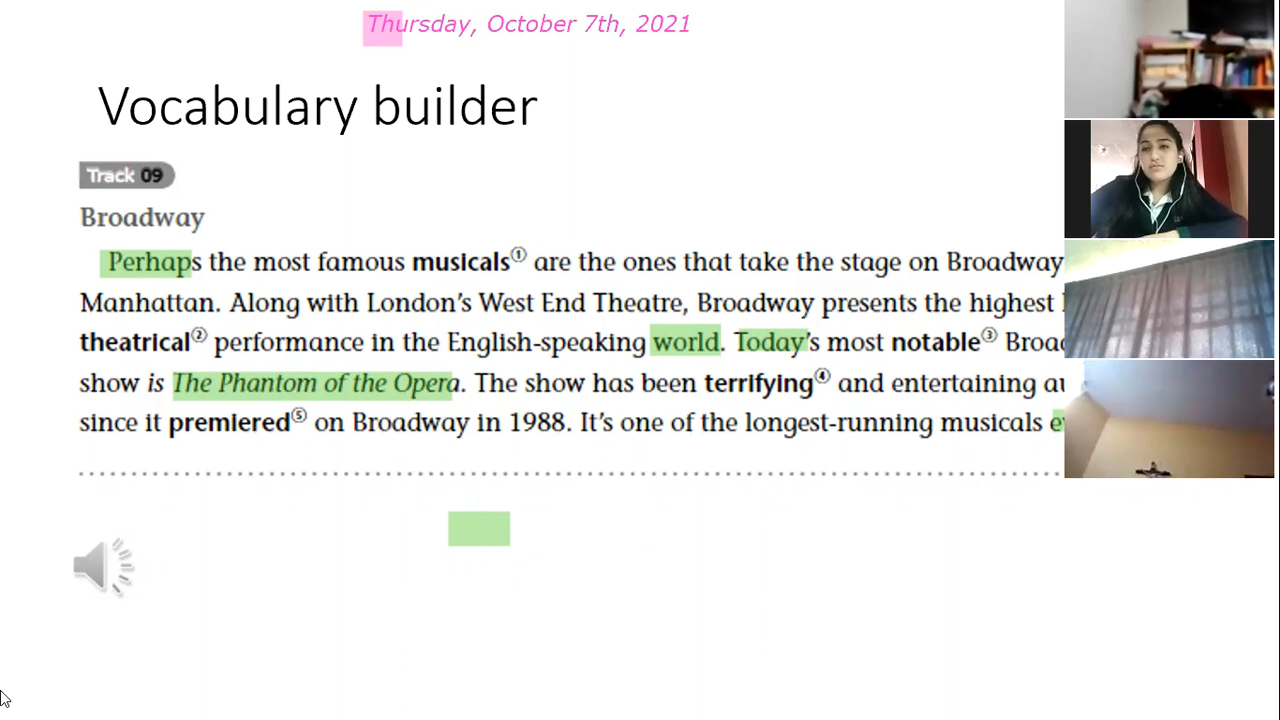 Thursday, October 7th, 2021
Vocabulary builder
Track 09
Broadway
Perhaps the most famous musicals① are the ones that take the stage on Broadway
Manhattan. Along with London's West End Theatre, Broadway presents the highest
theatrical② performance in the English-speaking world. Today's most notable③
show is The Phantom of the Opera. The show has been terrifying④ and entertaining
since it premiered⑤ on Broadway in 1988. It's one of the longest-running musicals